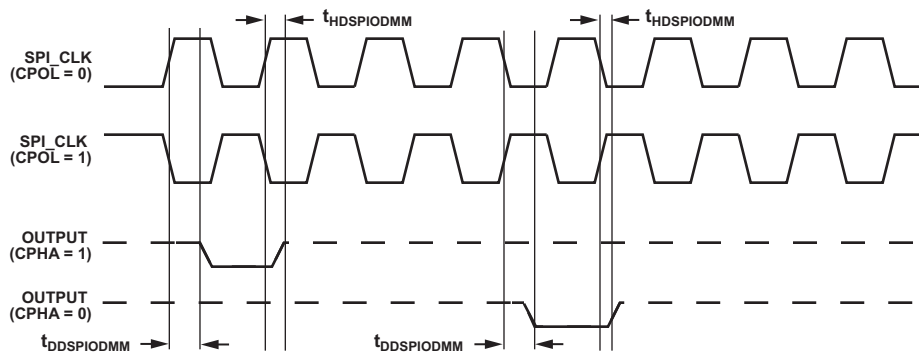 tHDSPIODMM
tHDSPIODMM
SPI_CLK
(CPOL = 0)
SPI_CLK
(CPOL = 1)
OUTPUT
(CPHA = 1)
OUTPUT
(CPHA = 0)
tDDSPIODMM
tDDSPIODMM